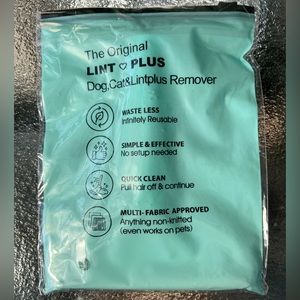 The Original
LINT ♡ PLUS
Dog,Cat&Lintplus Remover
WASTE LESS
Infinitely Reusable
SIMPLE & EFFECTIVE
No setup needed
QUICK CLEAN
Pull hair off & continue
MULTI- FABRIC APPROVED
Anything non-knitted
(even works on pets)